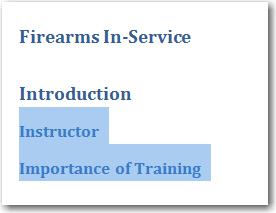 Firearms In-Service
Introduction
Instructor
Importance of Training